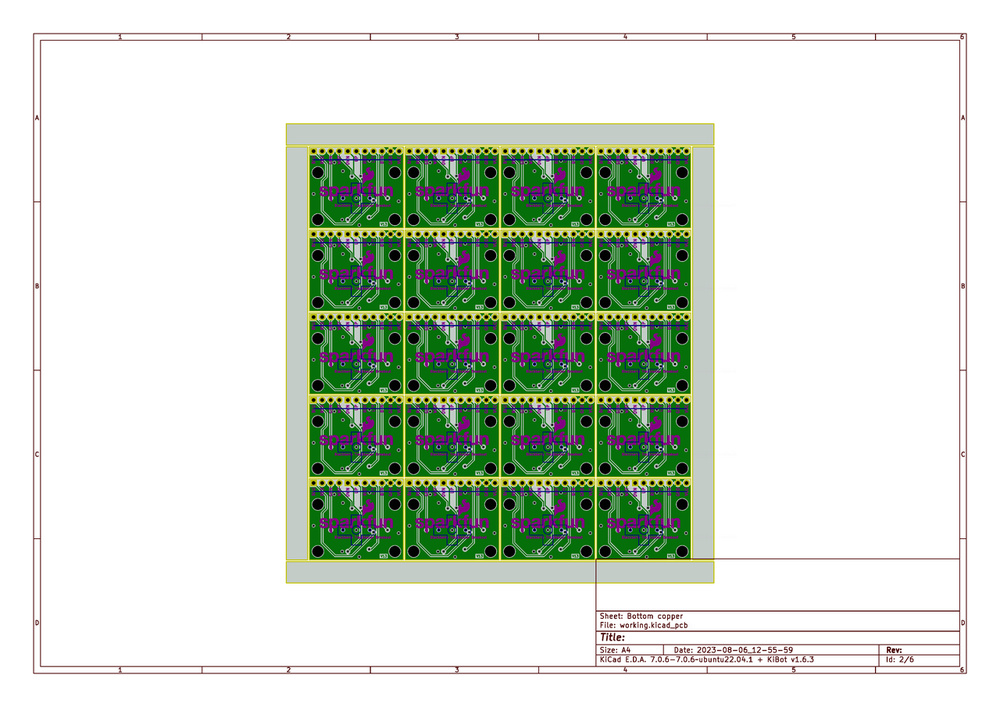 1 2 3 4 5 6
A A
sparkfun sparkfun sparkfun sparkfun
B B
sparkfun sparkfun sparkfun sparkfun
sparkfun sparkfun sparkfun sparkfun
C C
sparkfun sparkfun sparkfun sparkfun
sparkfun sparkfun sparkfun sparkfun
D D
Sheet: Bottom copper
File: working.kicad_pcb
Title:
Size: A4 Date: 2023-08-06_12-55-59 Rev:
KiCad E.D.A. 7.0.6-7.0.6-ubuntu22.04.1 + KiBot v1.6.3 Id: 2/6
1 2 3 4 5 6